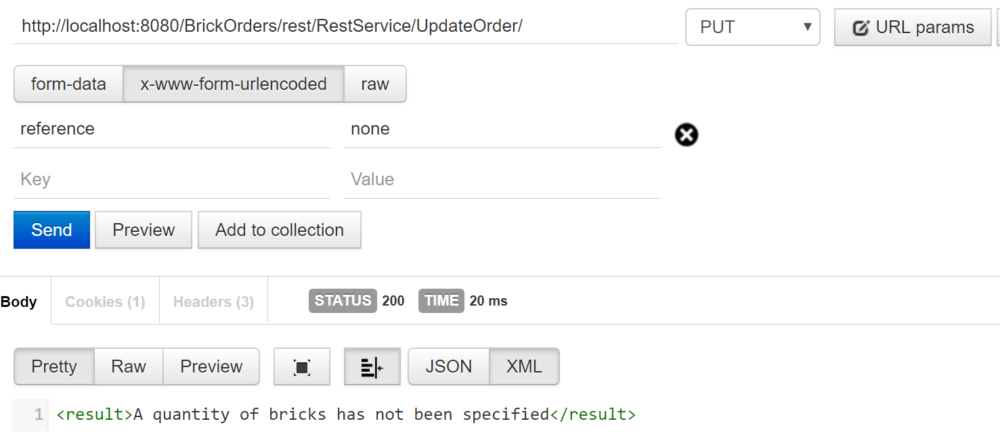 http://localhost:8080/BrickOrders/rest/RestService/UpdateOrder/ PUT URL params
form-data x-www-form-urlencoded raw
reference none
Key Value
Send Preview Add to collection
Body Cookies (1) Headers (3) STATUS 200 TIME 20 ms
Pretty Raw Preview JSON XML
1 <result>A quantity of bricks has not been specified</result>